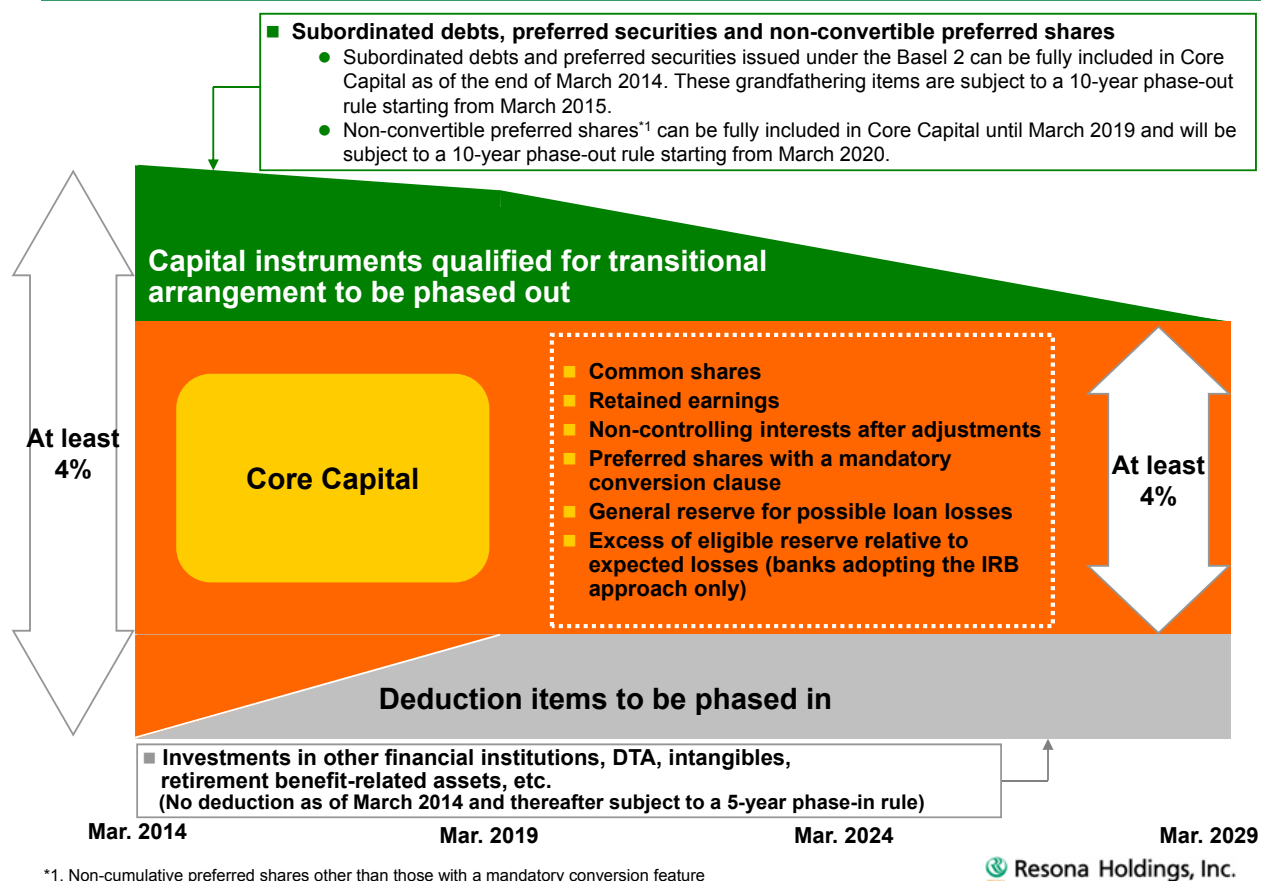 ■ Subordinated debts, preferred securities and non-convertible preferred shares
● Subordinated debts and preferred securities issued under the Basel 2 can be fully included in Core
Capital as of the end of March 2014. These grandfathering items are subject to a 10-year phase-out
rule starting from March 2015.
● Non-convertible preferred shares*1 can be fully included in Core Capital until March 2019 and will be
subject to a 10-year phase-out rule starting from March 2020.
Capital instruments qualified for transitional
arrangement to be phased out
At least
4%
Core Capital
■ Common shares
■ Retained earnings
■ Non-controlling interests after adjustments
■ Preferred shares with a mandatory
conversion clause
■ General reserve for possible loan losses
■ Excess of eligible reserve relative to
expected losses (banks adopting the IRB
approach only)
At least
4%
Deduction items to be phased in
■ Investments in other financial institutions, DTA, intangibles,
retirement benefit-related assets, etc.
(No deduction as of March 2014 and thereafter subject to a 5-year phase-in rule)
Mar. 2014 Mar. 2019 Mar. 2024 Mar. 2029
*1. Non-cumulative preferred shares other than those with a mandatory conversion feature
Resona Holdings, Inc.